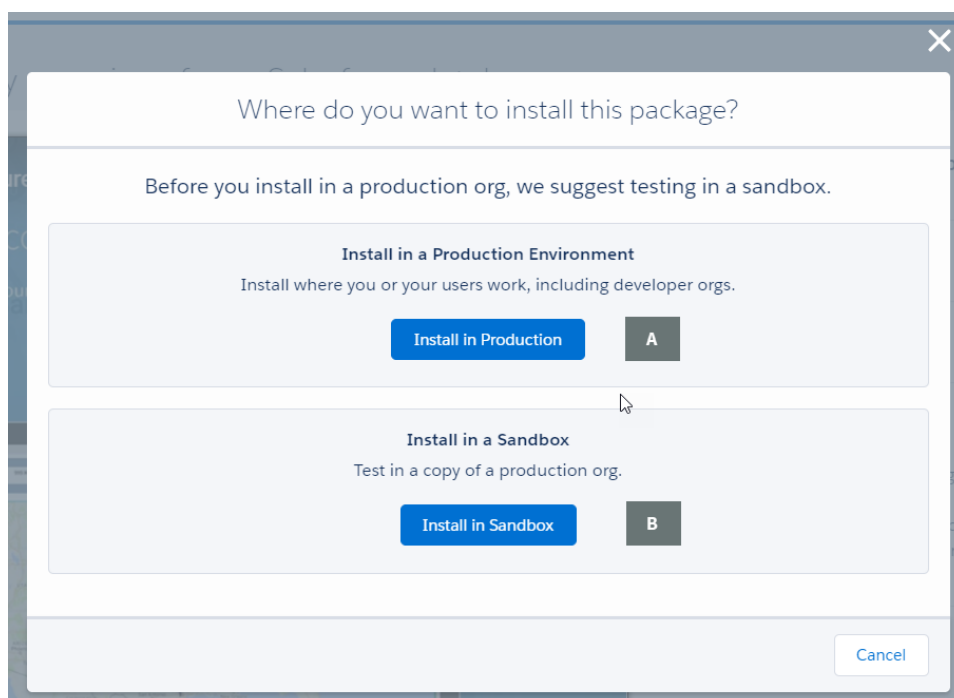 Where do you want to install this package?
Before you install in a production org, we suggest testing in a sandbox.
Install in a Production Environment
Install where you or your users work, including developer orgs.
Install in Production
A
Install in a Sandbox
Test in a copy of a production org.
Install in Sandbox
B
Cancel